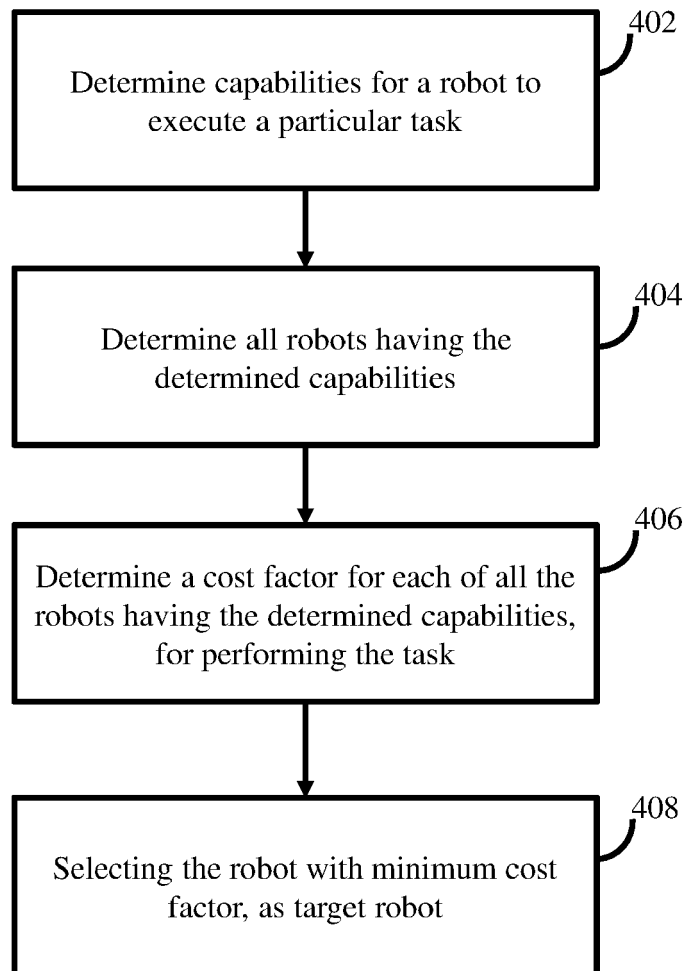 402
Determine capabilities for a robot to
execute a particular task
404
Determine all robots having the
determined capabilities
406
Determine a cost factor for each of all the
robots having the determined capabilities,
for performing the task
408
Selecting the robot with minimum cost
factor, as target robot